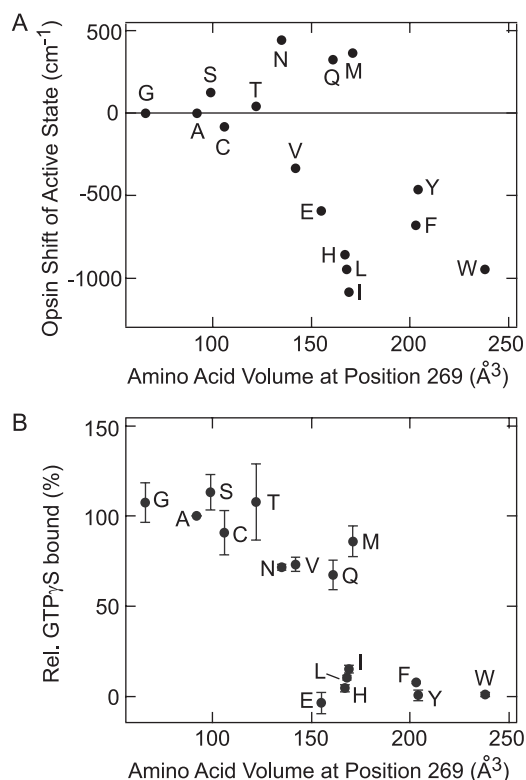 A
Opsin Shift of Active State (cm-1)
500
0
-500
-1000
G
A
S
C
T
N
V
E
Q
M
H
L
I
Y
F
W
100
150
200
250
Amino Acid Volume at Position 269 (Å3)
B
Rel. GTPγS bound (%)
150
100
50
0
G
A
S
C
T
N
V
Q
M
E
L
I
H
F
Y
W
100
150
200
250
Amino Acid Volume at Position 269 (Å3)